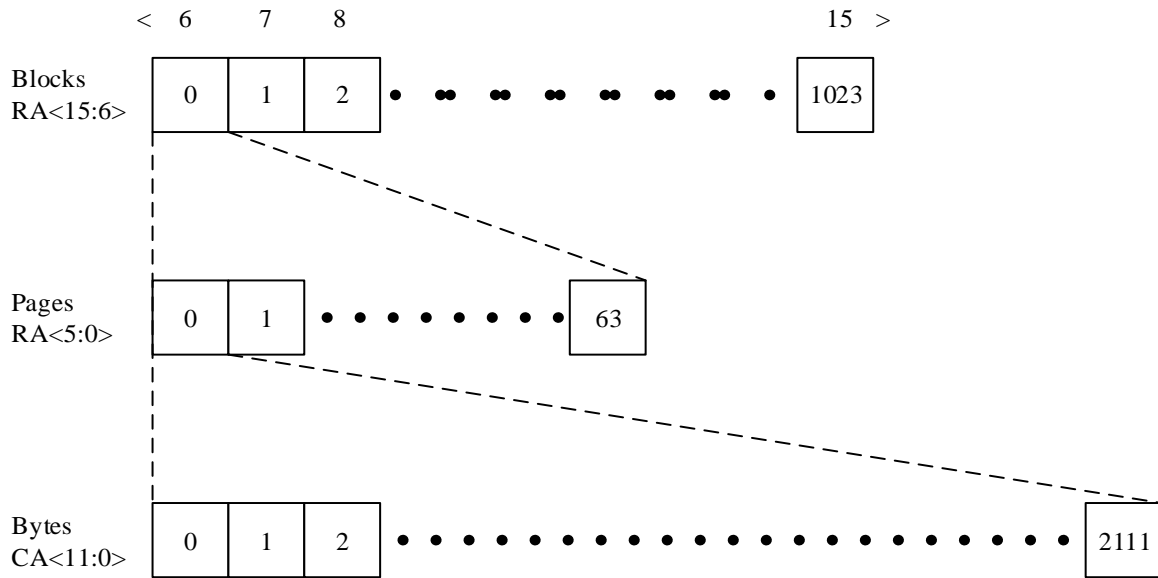 < 6 7 8 15 >
Blocks
RA<15:6>
0 1 2 1023
Pages
RA<5:0>
0 1 63
Bytes
CA<11:0>
0 1 2 2111